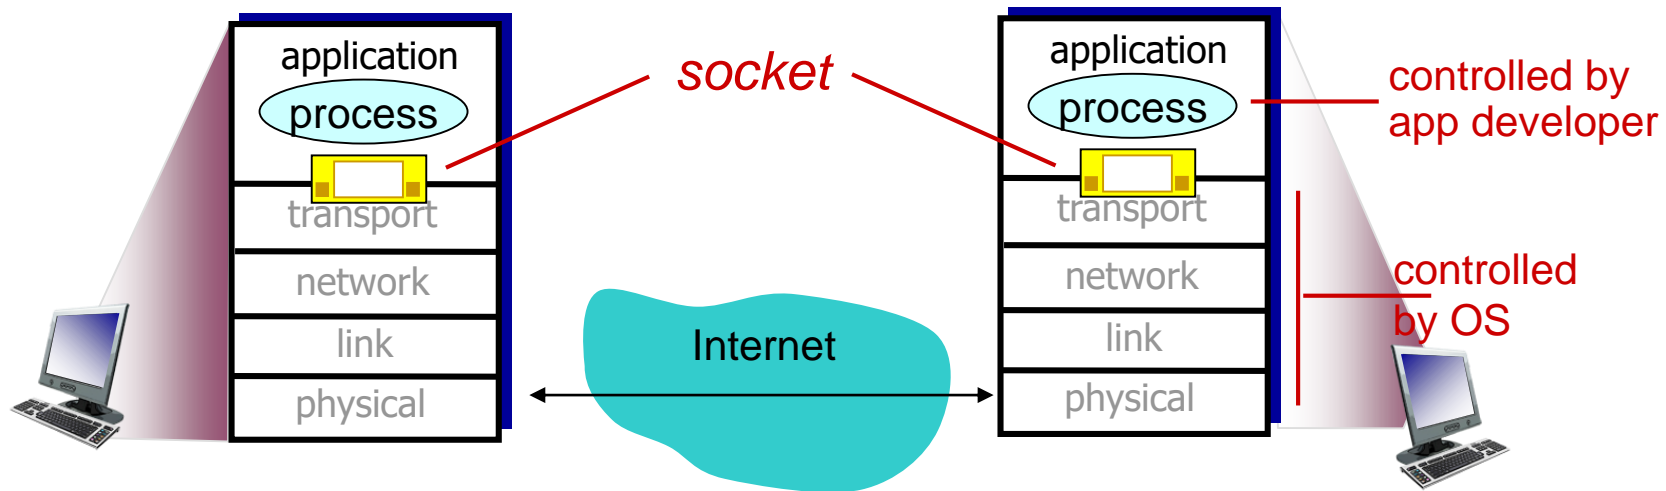 application
process
transport
network
link
physical
socket
Internet
application
process
transport
network
link
physical
controlled by
app developer
controlled
by OS